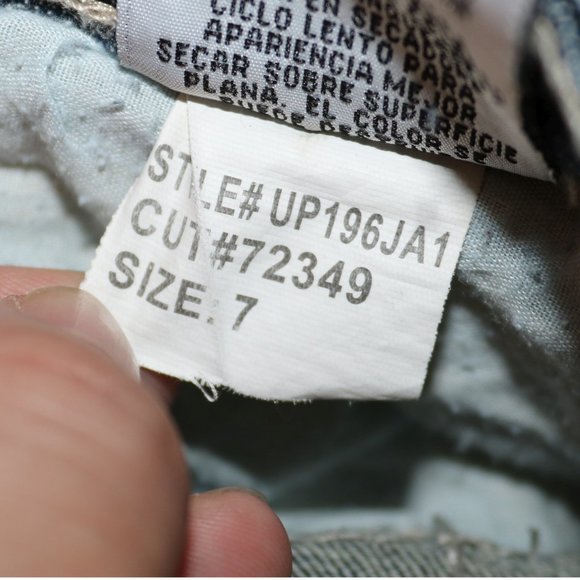 EN SECADORA
CICLO LENTO PARA
APARIENCIA MEJOR
SECAR SOBRE SUPERFICIE
PLANA. EL COLOR SE
PUEDE
STYLE# UP196JA1
CUT#72349
SIZE: 7